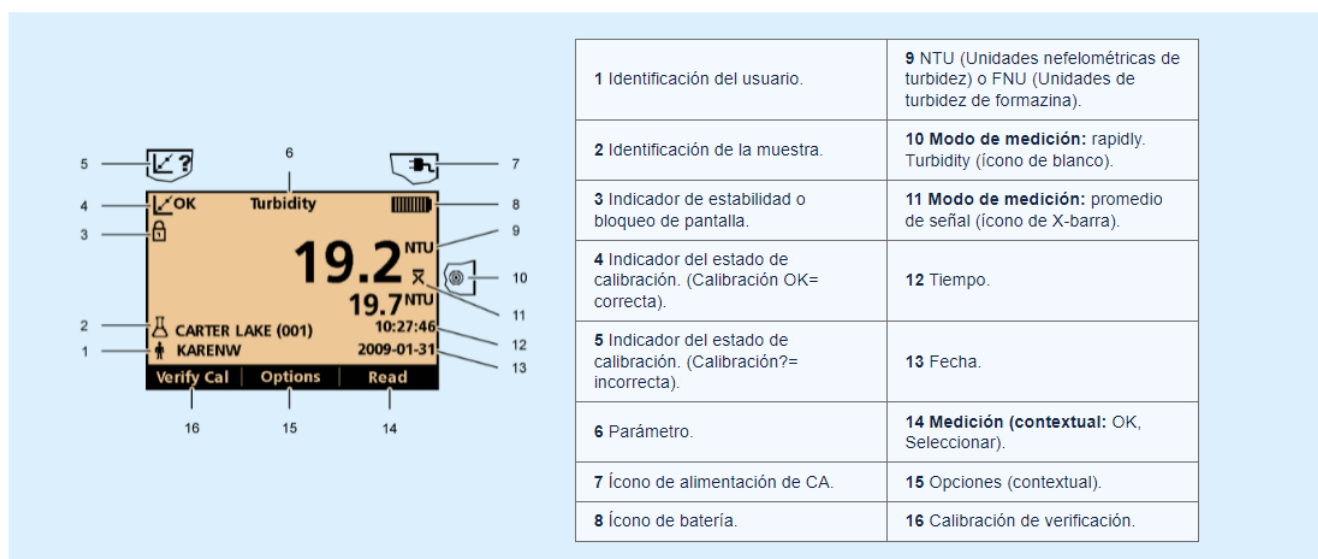 5
6
7
4
OK
Turbidity
8
3
9
19.2 NTU
X
10
19.7 NTU
11
2
CARTER LAKE (001)
10:27:46
12
1
KARENW
2009-01-31
13
Verify Cal | Options | Read
16
15
14
1 Identificación del usuario.
9 NTU (Unidades nefelométricas de
turbidez) o FNU (Unidades de
turbidez de formazina).
2 Identificación de la muestra.
10 Modo de medición: rapidly.
Turbidity (ícono de blanco).
3 Indicador de estabilidad o
bloqueo de pantalla.
11 Modo de medición: promedio
de señal (ícono de X-barra).
4 Indicador del estado de
calibración. (Calibración OK=
correcta).
12 Tiempo.
5 Indicador del estado de
calibración. (Calibración?=
incorrecta).
13 Fecha.
6 Parámetro.
14 Medición (contextual: OK,
Seleccionar).
7 Ícono de alimentación de CA.
15 Opciones (contextual).
8 Ícono de batería.
16 Calibración de verificación.